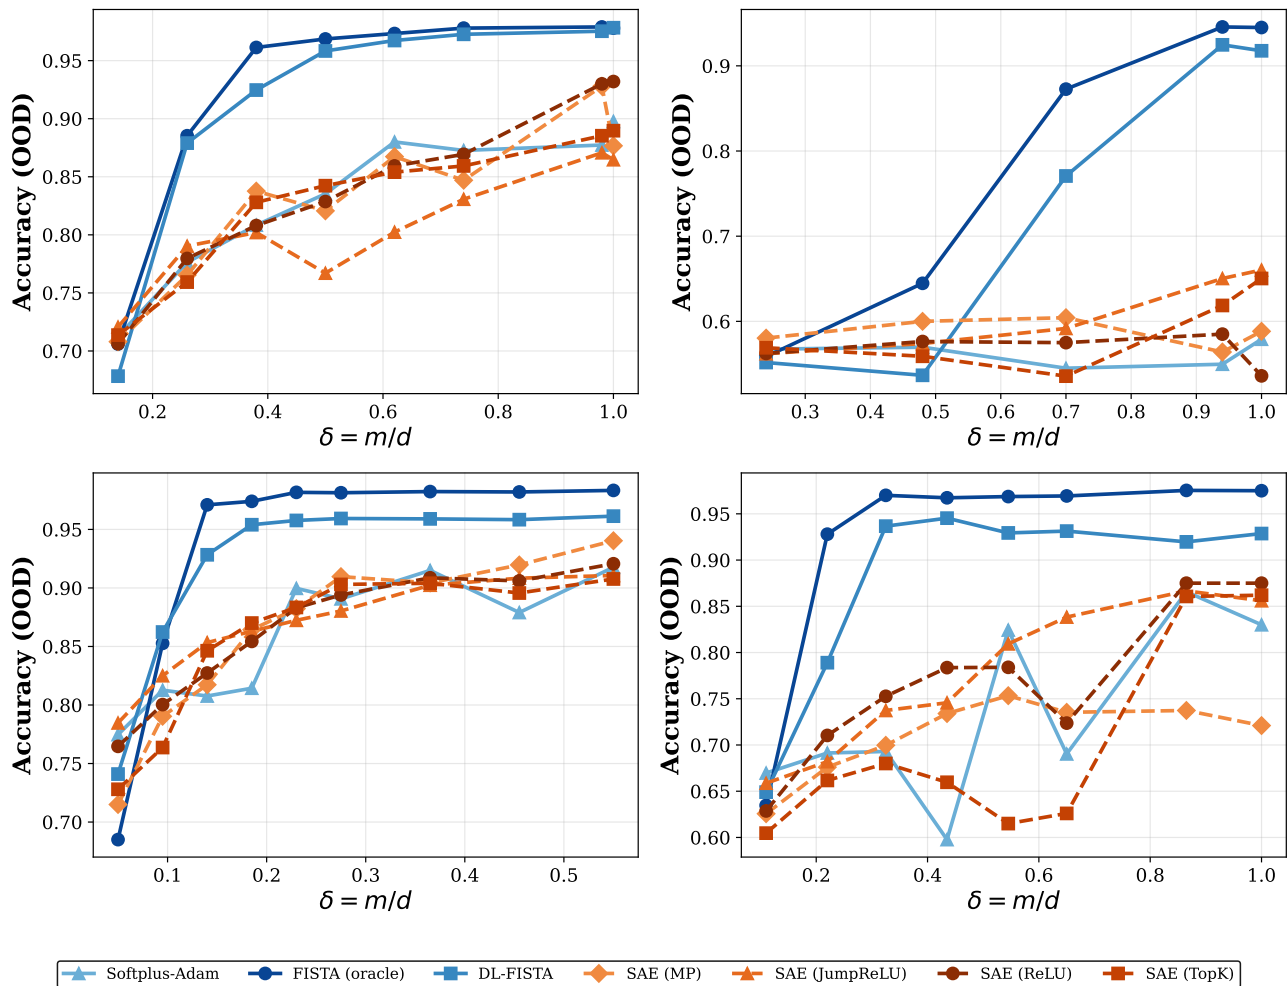 0.95
0.90
0.85
0.80
0.75
0.70
Accuracy (OOD)
0.2 0.4 0.6 0.8 1.0
δ = m/d
0.9
0.8
0.7
0.6
Accuracy (OOD)
0.3 0.4 0.5 0.6 0.7 0.8 0.9 1.0
δ = m/d
0.95
0.90
0.85
0.80
0.75
0.70
Accuracy (OOD)
0.1 0.2 0.3 0.4 0.5
δ = m/d
0.95
0.90
0.85
0.80
0.75
0.70
0.65
0.60
Accuracy (OOD)
0.2 0.4 0.6 0.8 1.0
δ = m/d
Softplus-Adam FISTA (oracle) DL-FISTA SAE (MP) SAE (JumpReLU) SAE (ReLU) SAE (TopK)